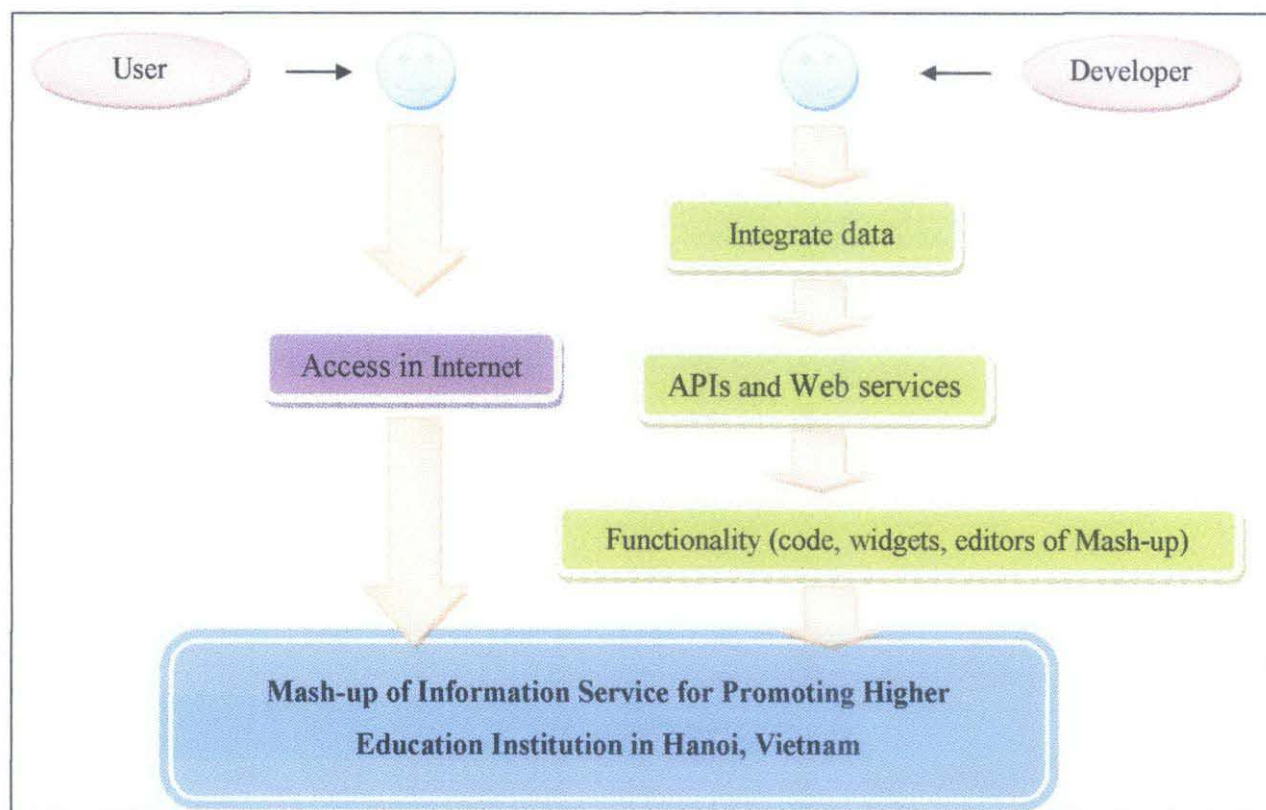 User
Developer
Integrate data
Access in Internet
APIs and Web services
Functionality (code, widgets, editors of Mash-up)
Mash-up of Information Service for Promoting Higher
Education Institution in Hanoi, Vietnam